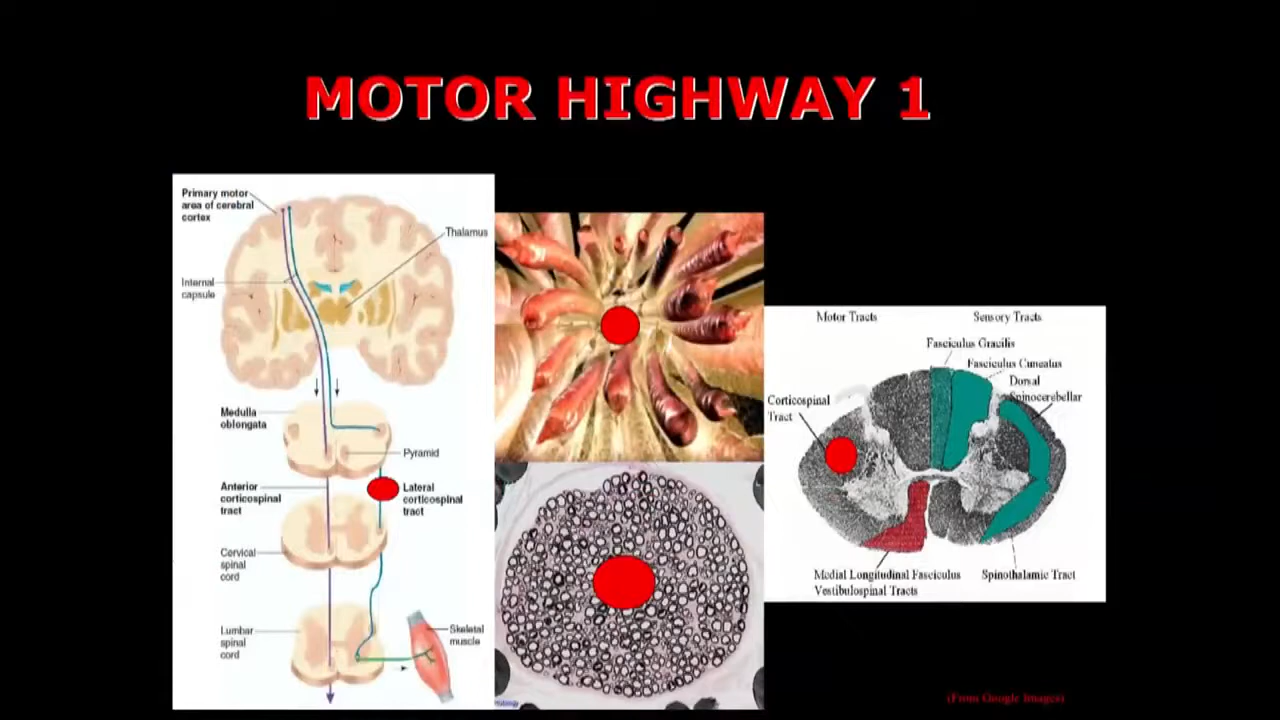 MOTOR HIGHWAY 1
Primary motor
area of cerebral
cortex
Thalamus
Internal
capsule
Medulla
oblongata
Pyramid
Anterior
corticospinal
tract
Lateral
corticospinal
tract
Cervical
spinal
cord
Lumbar
spinal
cord
Skeletal
muscle
Motor Tracts
Sensory Tracts
Fasciculus Gracilis
Fasciculus Cuneatus
Dorsal
Spinocerebellar
Corticospinal
Tract
Medial Longitudinal Fasciculus
Vestibulospinal Tracts
Spinothalamic Tract
(From Google Images)